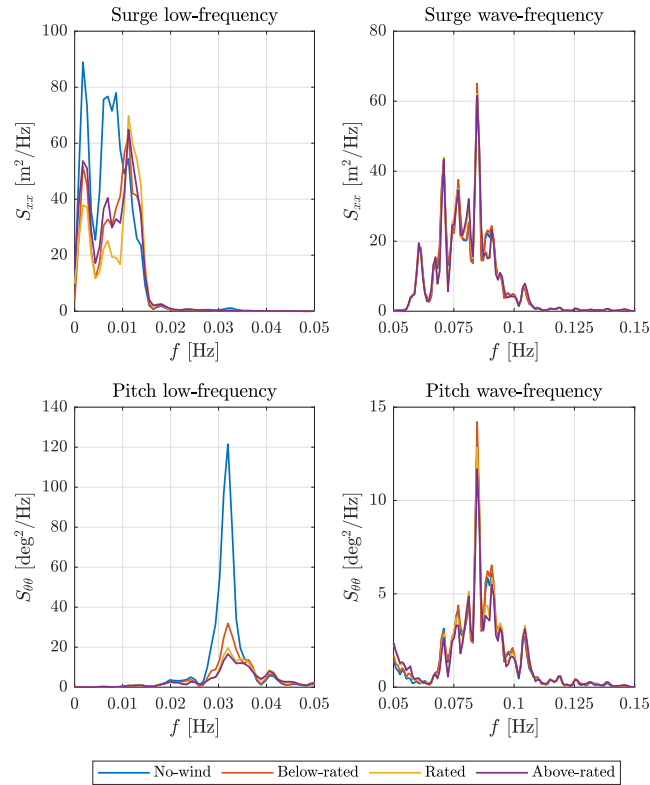 Surge low-frequency
Surge wave-frequency
100
80
60
40
20
0
S_xx [m²/Hz]
0 0.01 0.02 0.03 0.04 0.05
f [Hz]
80
60
40
20
0
S_xx [m²/Hz]
0.05 0.075 0.1 0.125 0.15
f [Hz]
Pitch low-frequency
Pitch wave-frequency
140
120
100
80
60
40
20
0
S_θθ [deg²/Hz]
0 0.01 0.02 0.03 0.04 0.05
f [Hz]
15
10
5
0
S_θθ [deg²/Hz]
0.05 0.075 0.1 0.125 0.15
f [Hz]
No-wind Below-rated Rated Above-rated